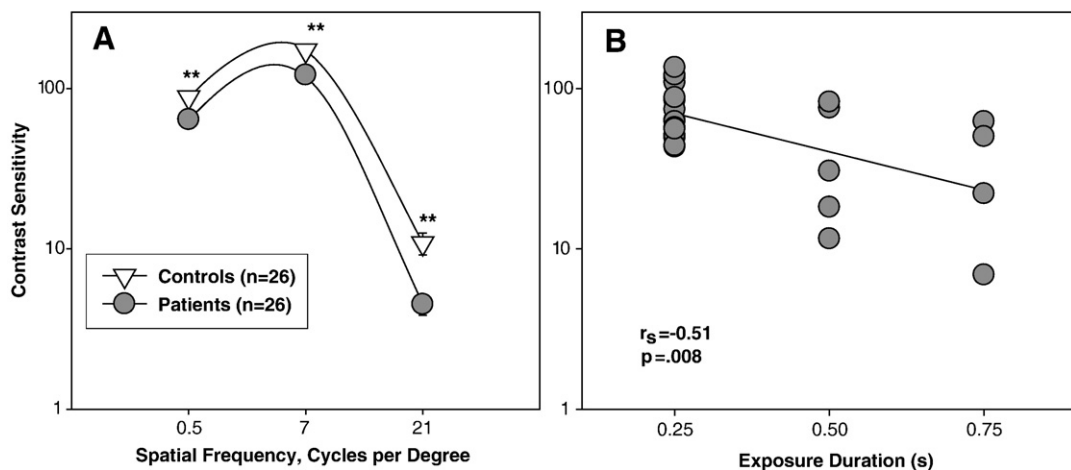 A
**
**
**
100
10
1
Contrast Sensitivity
Controls (n=26)
Patients (n=26)
0.5
7
21
Spatial Frequency, Cycles per Degree
B
100
10
1
rs=-0.51
p=.008
0.25
0.50
0.75
Exposure Duration (s)